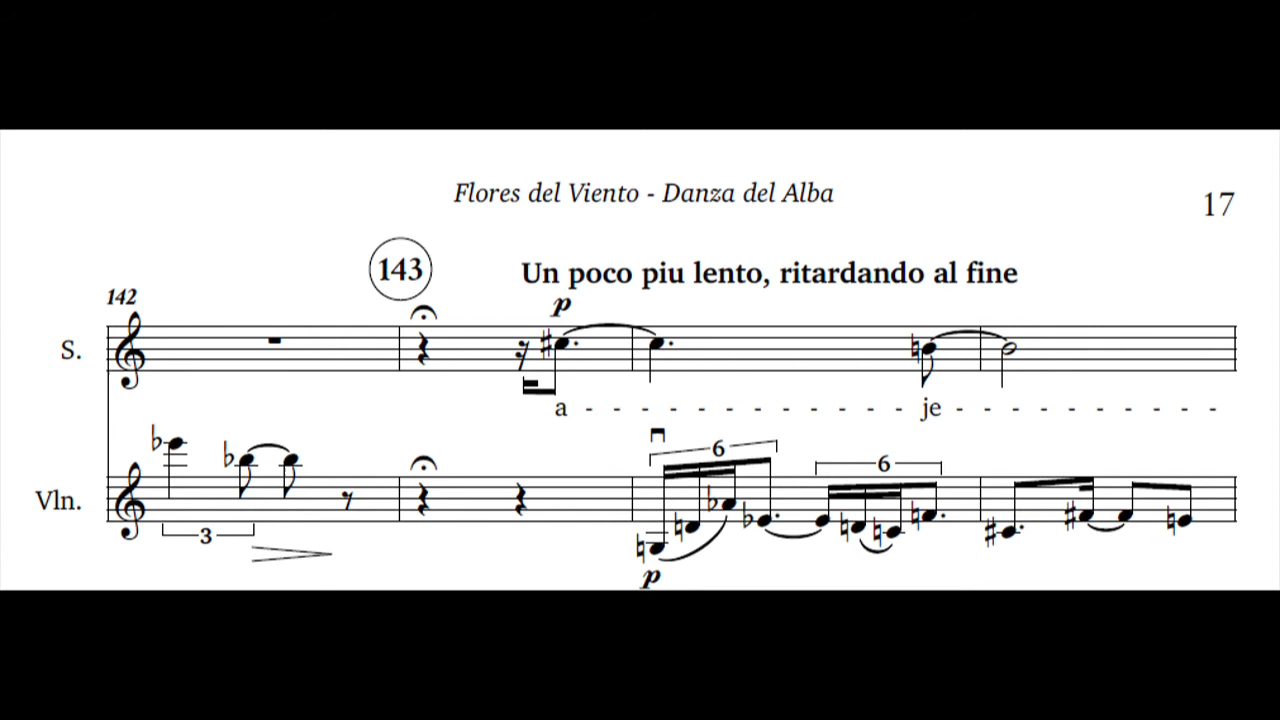 Flores del Viento - Danza del Alba
17
143
Un poco piu lento, ritardando al fine
142
p
S.
a - - - - - - - - - - - - je - - - - - - - - - -
6
6
Vln.
3
p